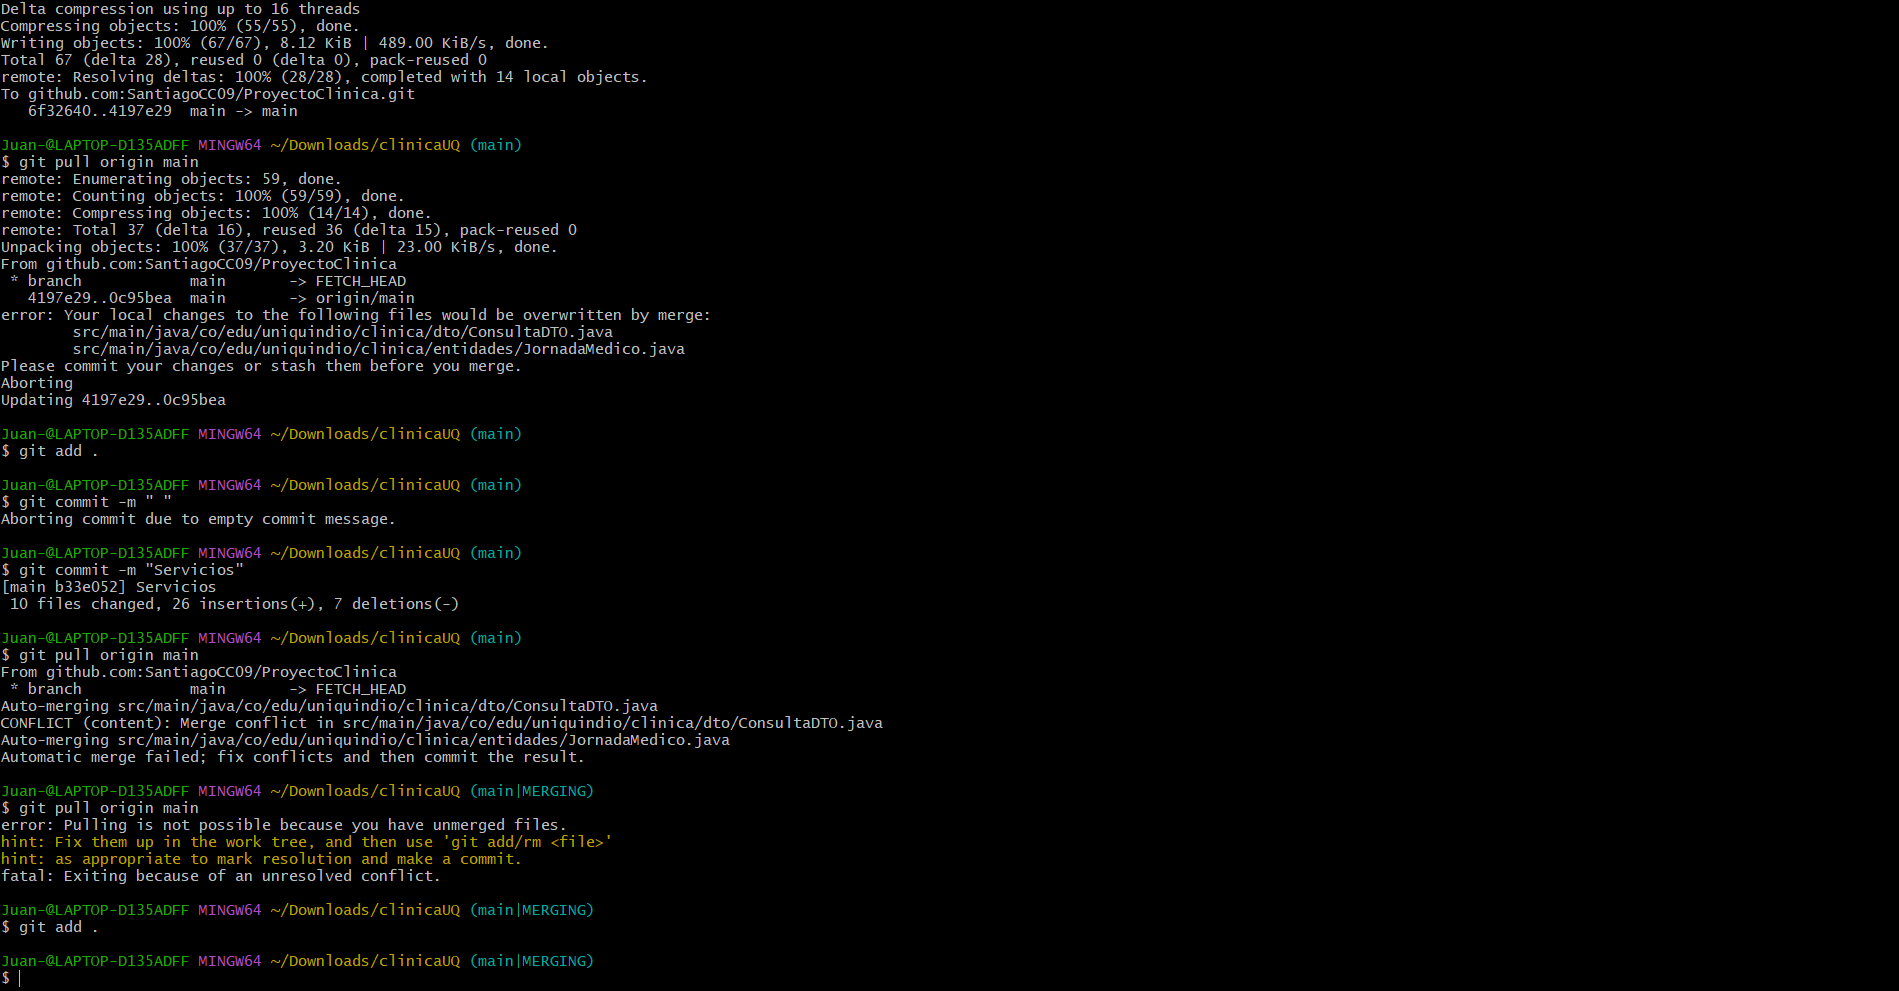 Delta compression using up to 16 threads
Compressing objects: 100% (55/55), done.
Writing objects: 100% (67/67), 8.12 KiB | 489.00 KiB/s, done.
Total 67 (delta 28), reused 0 (delta 0), pack-reused 0
remote: Resolving deltas: 100% (28/28), completed with 14 local objects.
To github.com:SantiagoCC09/ProyectoClinica.git
   6f32640..4197e29  main -> main

Juan-@LAPTOP-D135ADFF MINGW64 ~/Downloads/clinicaUQ (main)
$ git pull origin main
remote: Enumerating objects: 59, done.
remote: Counting objects: 100% (59/59), done.
remote: Compressing objects: 100% (14/14), done.
remote: Total 37 (delta 16), reused 36 (delta 15), pack-reused 0
Unpacking objects: 100% (37/37), 3.20 KiB | 23.00 KiB/s, done.
From github.com:SantiagoCC09/ProyectoClinica
 * branch            main       -> FETCH_HEAD
   4197e29..0c95bea  main       -> origin/main
error: Your local changes to the following files would be overwritten by merge:
        src/main/java/co/edu/uniquindio/clinica/dto/ConsultaDTO.java
        src/main/java/co/edu/uniquindio/clinica/entidades/JornadaMedico.java
Please commit your changes or stash them before you merge.
Aborting
Updating 4197e29..0c95bea

Juan-@LAPTOP-D135ADFF MINGW64 ~/Downloads/clinicaUQ (main)
$ git add .

Juan-@LAPTOP-D135ADFF MINGW64 ~/Downloads/clinicaUQ (main)
$ git commit -m " "
Aborting commit due to empty commit message.

Juan-@LAPTOP-D135ADFF MINGW64 ~/Downloads/clinicaUQ (main)
$ git commit -m "Servicios"
[main b33e052] Servicios
 10 files changed, 26 insertions(+), 7 deletions(-)

Juan-@LAPTOP-D135ADFF MINGW64 ~/Downloads/clinicaUQ (main)
$ git pull origin main
From github.com:SantiagoCC09/ProyectoClinica
 * branch            main       -> FETCH_HEAD
Auto-merging src/main/java/co/edu/uniquindio/clinica/dto/ConsultaDTO.java
CONFLICT (content): Merge conflict in src/main/java/co/edu/uniquindio/clinica/dto/ConsultaDTO.java
Auto-merging src/main/java/co/edu/uniquindio/clinica/entidades/JornadaMedico.java
Automatic merge failed; fix conflicts and then commit the result.

Juan-@LAPTOP-D135ADFF MINGW64 ~/Downloads/clinicaUQ (main|MERGING)
$ git pull origin main
error: Pulling is not possible because you have unmerged files.
hint: Fix them up in the work tree, and then use 'git add/rm <file>'
hint: as appropriate to mark resolution and make a commit.
fatal: Exiting because of an unresolved conflict.

Juan-@LAPTOP-D135ADFF MINGW64 ~/Downloads/clinicaUQ (main|MERGING)
$ git add .

Juan-@LAPTOP-D135ADFF MINGW64 ~/Downloads/clinicaUQ (main|MERGING)
$